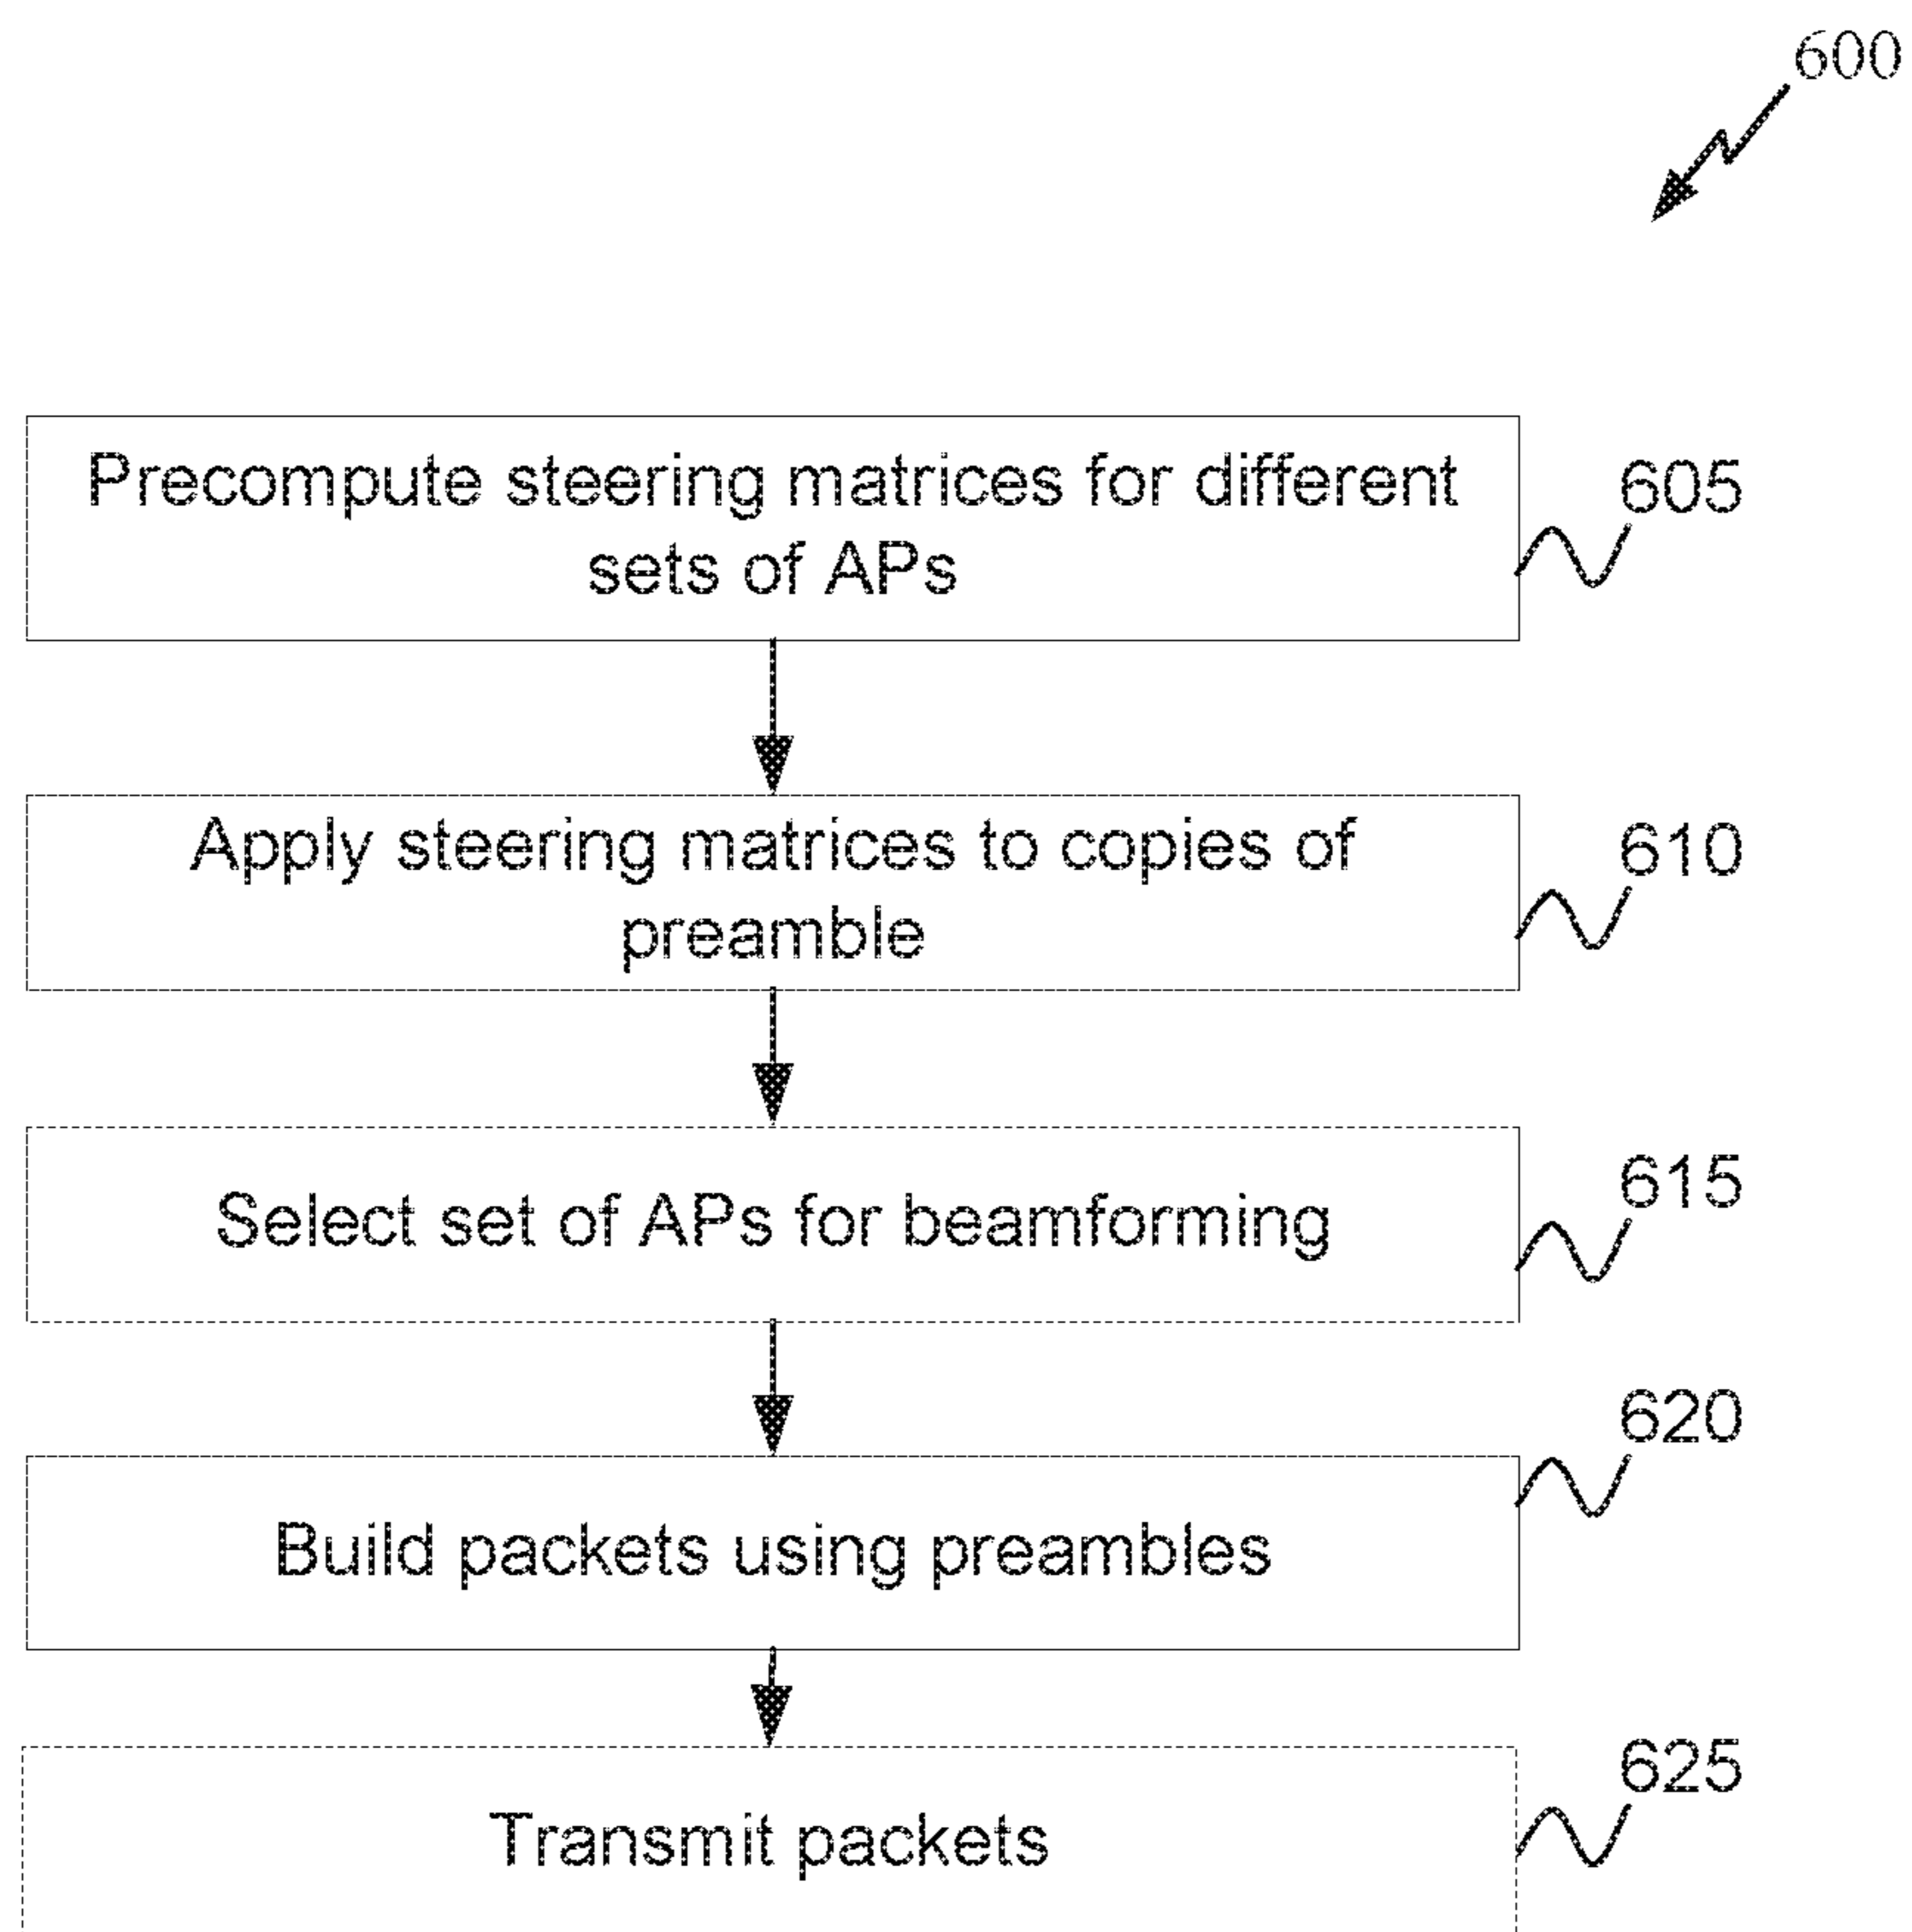 600
Precompute steering matrices for different
sets of APs
605
Apply steering matrices to copies of
preamble
610
Select set of APs for beamforming
615
Build packets using preambles
620
Transmit packets
625